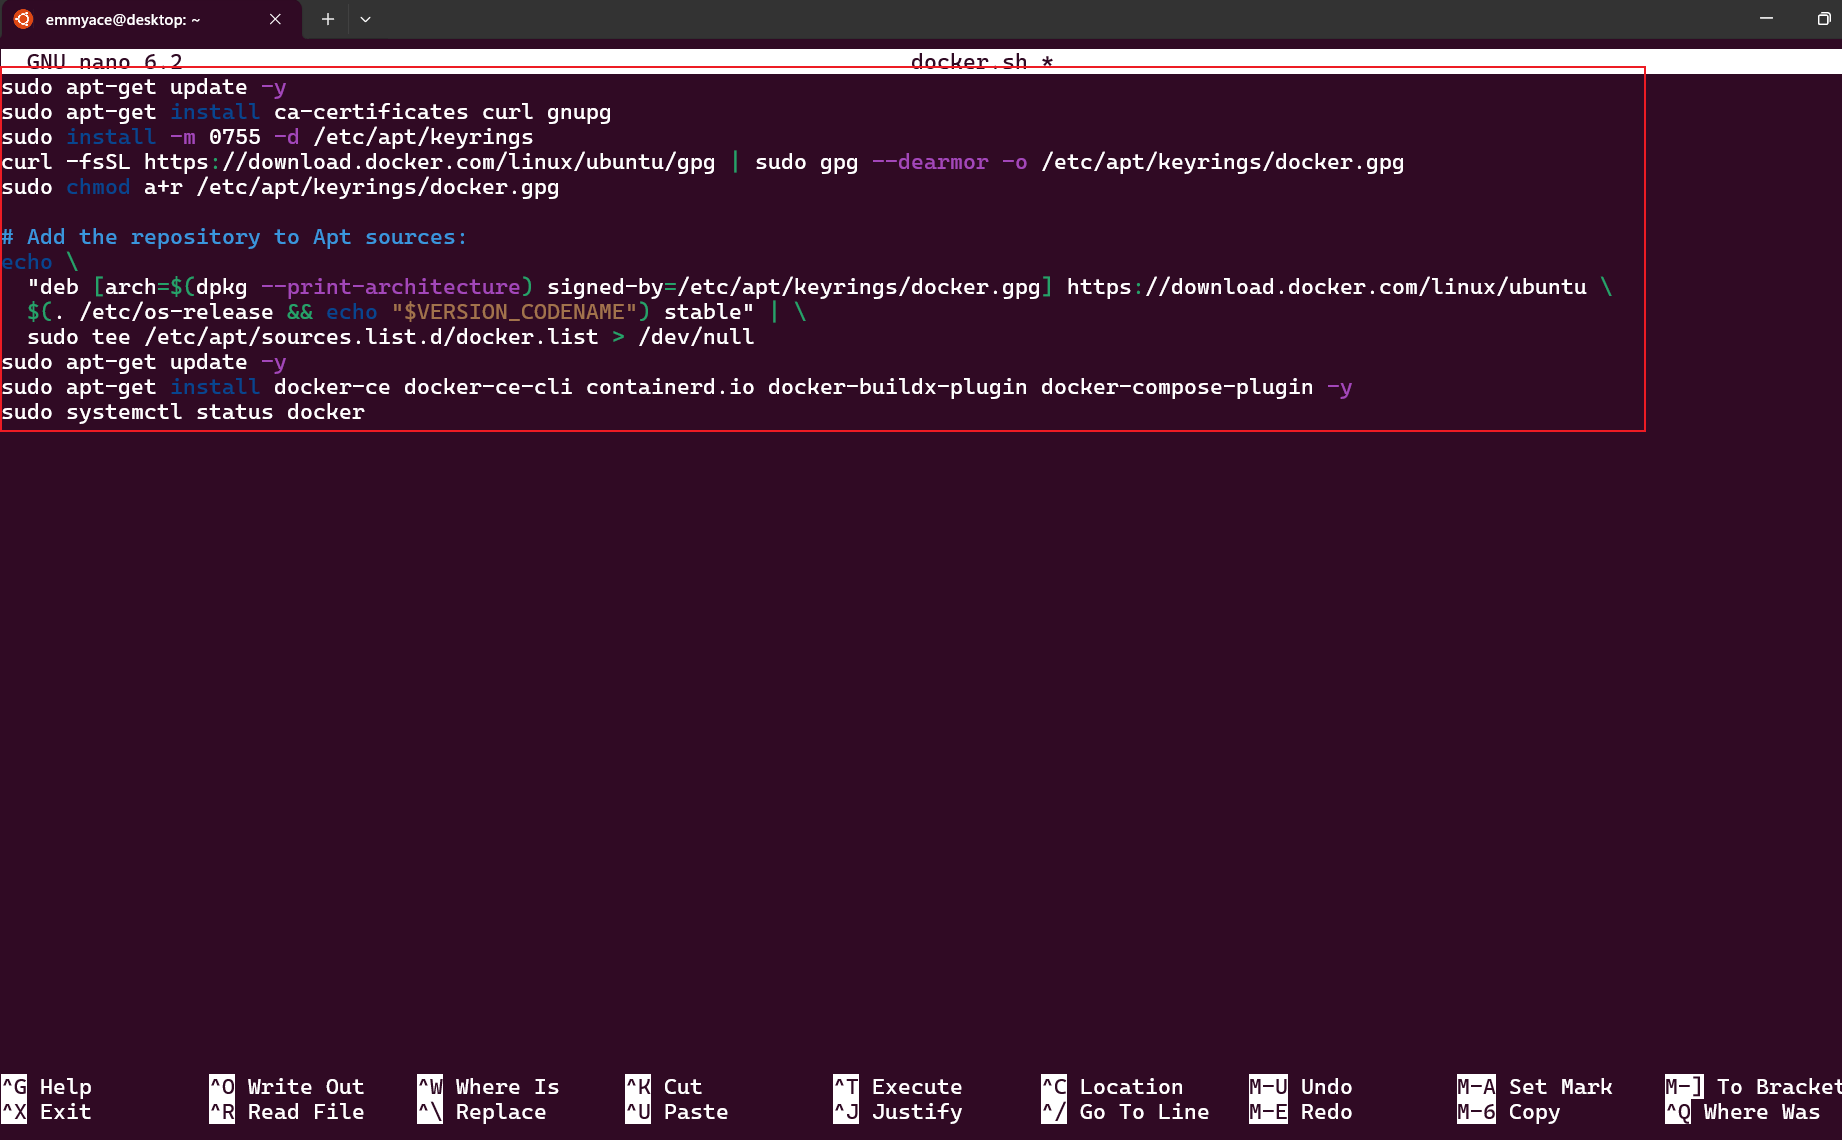 emmyace@desktop: ~
GNU nano 6.2 docker.sh *
sudo apt-get update -y
sudo apt-get install ca-certificates curl gnupg
sudo install -m 0755 -d /etc/apt/keyrings
curl -fsSL https://download.docker.com/linux/ubuntu/gpg | sudo gpg --dearmor -o /etc/apt/keyrings/docker.gpg
sudo chmod a+r /etc/apt/keyrings/docker.gpg

# Add the repository to Apt sources:
echo \
  "deb [arch=$(dpkg --print-architecture) signed-by=/etc/apt/keyrings/docker.gpg] https://download.docker.com/linux/ubuntu \
  $(. /etc/os-release && echo "$VERSION_CODENAME") stable" | \
  sudo tee /etc/apt/sources.list.d/docker.list > /dev/null
sudo apt-get update -y
sudo apt-get install docker-ce docker-ce-cli containerd.io docker-buildx-plugin docker-compose-plugin -y
sudo systemctl status docker
^G Help ^O Write Out ^W Where Is ^K Cut ^T Execute ^C Location M-U Undo M-A Set Mark M-] To Bracket
^X Exit ^R Read File ^\ Replace ^U Paste ^J Justify ^/ Go To Line M-E Redo M-6 Copy ^Q Where Was